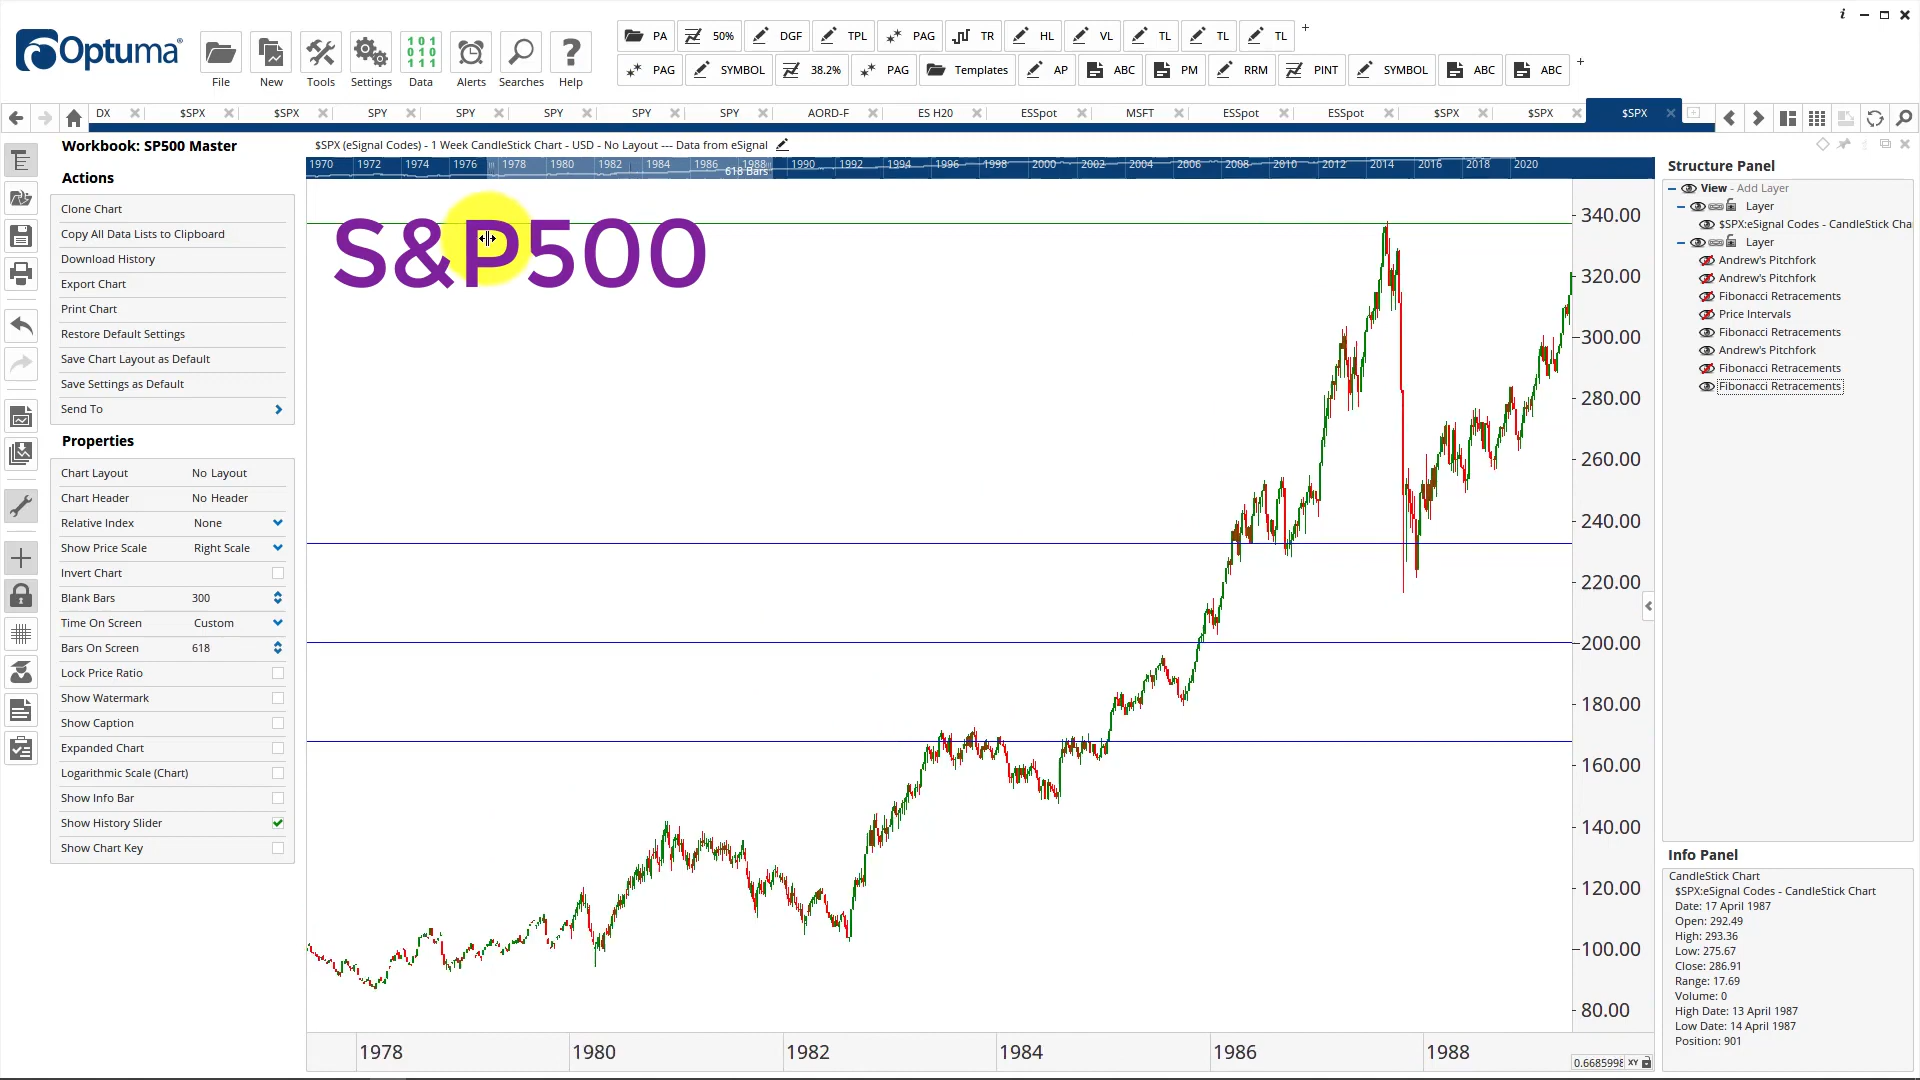 Optuma
File
New
Tools
Settings
Data
Alerts
Searches
Help
PA
50%
DGF
TPL
PAG
TR
HL
VL
TL
TL
TL
PAG
SYMBOL
38.2%
PAG
Templates
AP
ABC
PM
RRM
PINT
SYMBOL
ABC
ABC
DX
$SPX
$SPX
SPY
SPY
SPY
SPY
SPY
AORD-F
ES H20
ESSpot
MSFT
ESSpot
ESSpot
$SPX
$SPX
$SPX
Workbook: SP500 Master
Actions
Clone Chart
Copy All Data Lists to Clipboard
Download History
Export Chart
Print Chart
Restore Default Settings
Save Chart Layout as Default
Save Settings as Default
Send To
Properties
Chart Layout No Layout
Chart Header No Header
Relative Index None
Show Price Scale Right Scale
Invert Chart
Blank Bars 300
Time On Screen Custom
Bars On Screen 618
Lock Price Ratio
Show Watermark
Show Caption
Expanded Chart
Logarithmic Scale (Chart)
Show Info Bar
Show History Slider
Show Chart Key
$SPX (eSignal Codes) - 1 Week CandleStick Chart - USD - No Layout --- Data from eSignal
1970 1972 1974 1976 1978 1980 1982 1984 1986 1988 1990 1992 1994 1996 1998 2000 2002 2004 2006 2008 2010 2012 2014 2016 2018 2020
618 Bars
S&P500
340.00
320.00
300.00
280.00
260.00
240.00
220.00
200.00
180.00
160.00
140.00
120.00
100.00
80.00
1978 1980 1982 1984 1986 1988
0.6685998 XY
Structure Panel
View - Add Layer
Layer
$SPX:eSignal Codes - CandleStick Cha
Layer
Andrew's Pitchfork
Andrew's Pitchfork
Fibonacci Retracements
Price Intervals
Fibonacci Retracements
Andrew's Pitchfork
Fibonacci Retracements
Fibonacci Retracements
Info Panel
CandleStick Chart
$SPX:eSignal Codes - CandleStick Chart
Date: 17 April 1987
Open: 292.49
High: 293.36
Low: 275.67
Close: 286.91
Range: 17.69
Volume: 0
High Date: 13 April 1987
Low Date: 14 April 1987
Position: 901